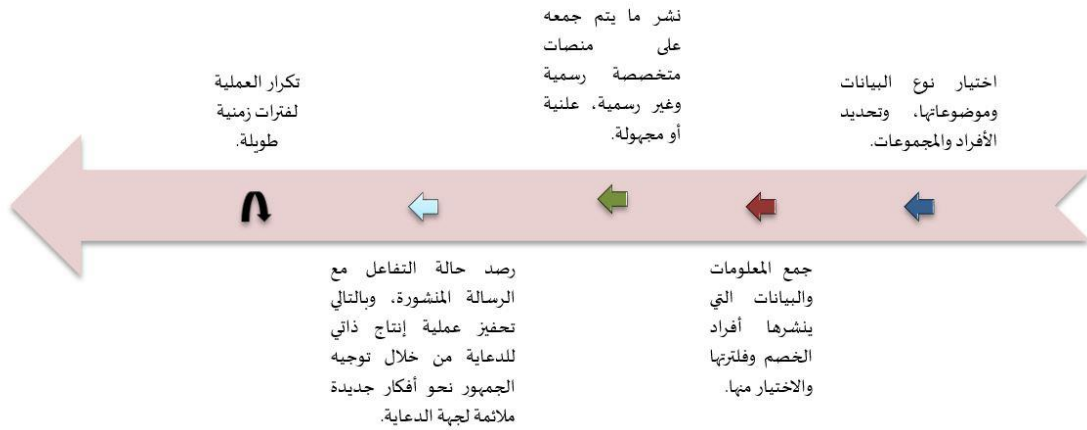 اختيار نوع البيانات
وموضوعاتها، وتحديد
الأفراد والمجموعات.
جمع المعلومات
والبيانات التي
ينشرها أفراد
الخصم وفلترتها
والاختيار منها.
نشر ما يتم جمعه
على منصات
متخصصة رسمية
وغير رسمية، علنية
أو مجهولة.
رصد حالة التفاعل مع
الرسالة المنشورة، وبالتالي
تحفيز عملية إنتاج ذاتي
للدعاية من خلال توجيه
الجمهور نحو أفكار جديدة
ملائمة لجهة الدعاية.
تكرار العملية
لفترات زمنية
طويلة.